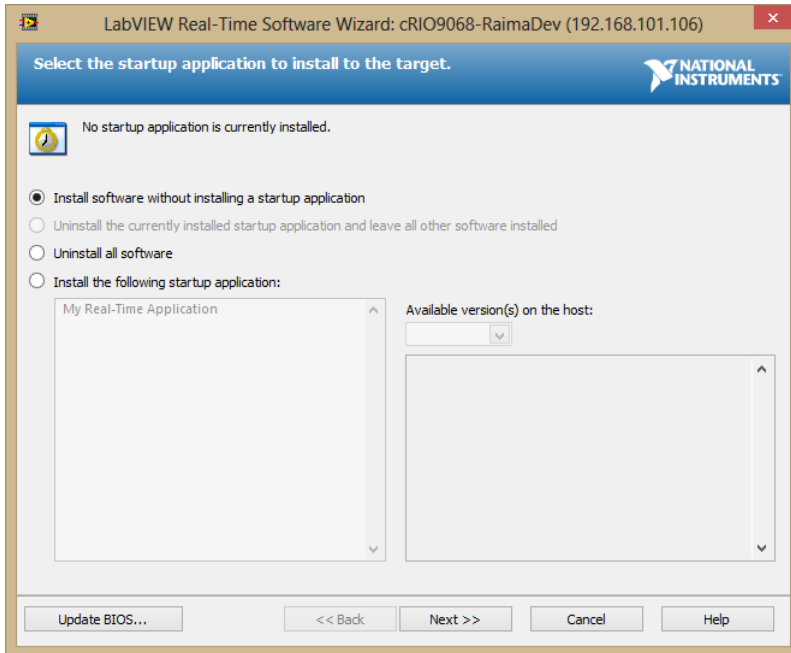 LabVIEW Real-Time Software Wizard: cRIO9068-RaimaDev (192.168.101.106)
Select the startup application to install to the target.
NATIONAL
INSTRUMENTS
No startup application is currently installed.
Install software without installing a startup application
Uninstall the currently installed startup application and leave all other software installed
Uninstall all software
Install the following startup application:
My Real-Time Application
Available version(s) on the host:
Update BIOS...
<< Back
Next >>
Cancel
Help